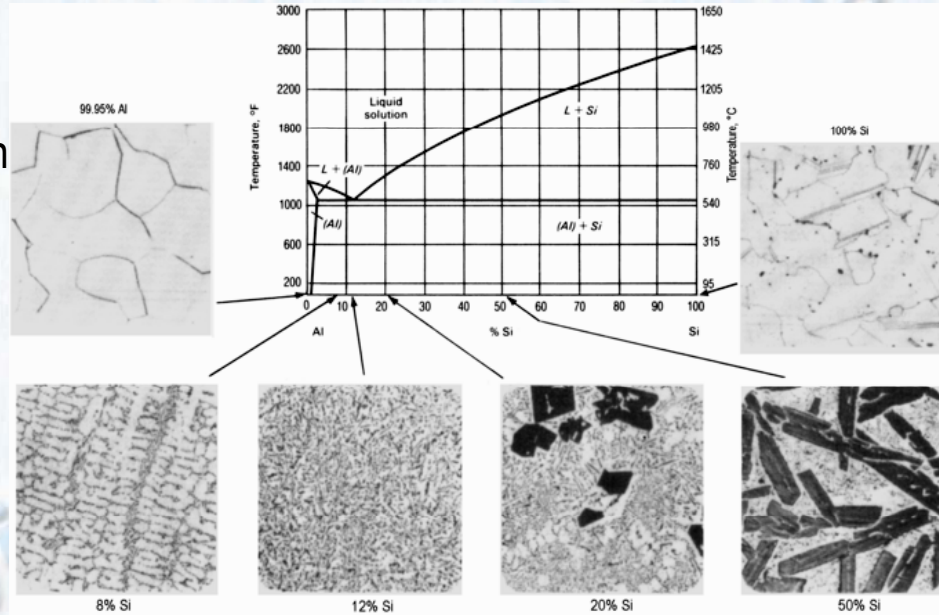 3000
2600
2200
1800
1400
1000
600
200
Temperature, °F
1650
1425
1205
980
760
540
315
95
Temperature, °C
Liquid
solution
L + Si
L + (Al)
(Al)
(Al) + Si
0 10 20 30 40 50 60 70 80 90 100
Al % Si Si
99.95% Al
100% Si
8% Si
12% Si
20% Si
50% Si